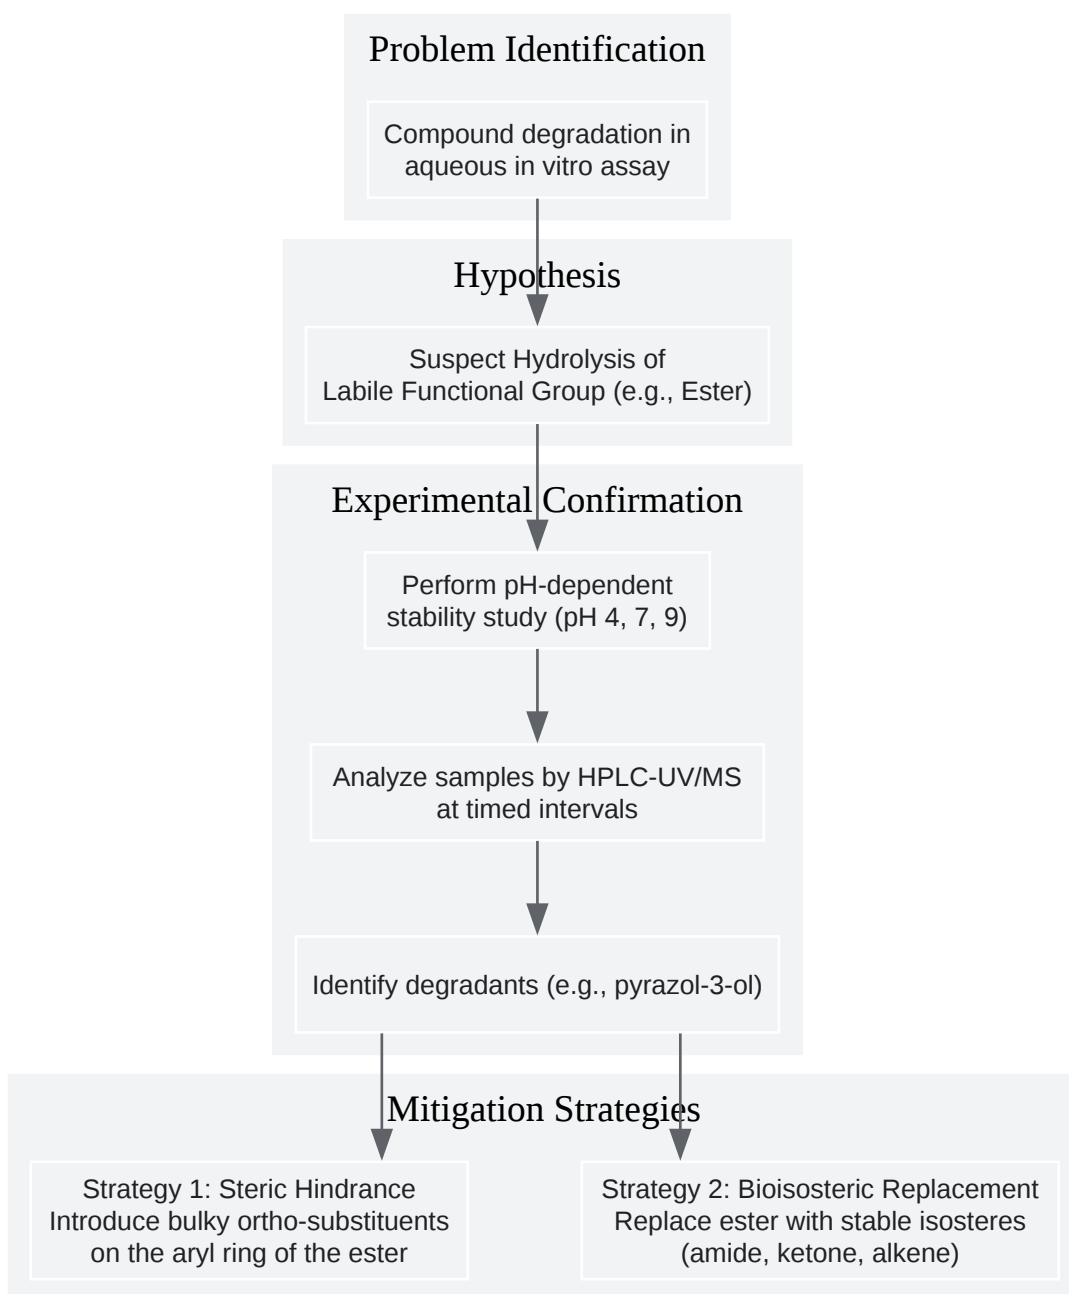 Problem Identification
Compound degradation in
aqueous in vitro assay
Hypothesis
Suspect Hydrolysis of
Labile Functional Group (e.g., Ester)
Experimental Confirmation
Perform pH-dependent
stability study (pH 4, 7, 9)
Analyze samples by HPLC-UV/MS
at timed intervals
Identify degradants (e.g., pyrazol-3-ol)
Mitigation Strategies
Strategy 1: Steric Hindrance
Introduce bulky ortho-substituents
on the aryl ring of the ester
Strategy 2: Bioisosteric Replacement
Replace ester with stable isosteres
(amide, ketone, alkene)